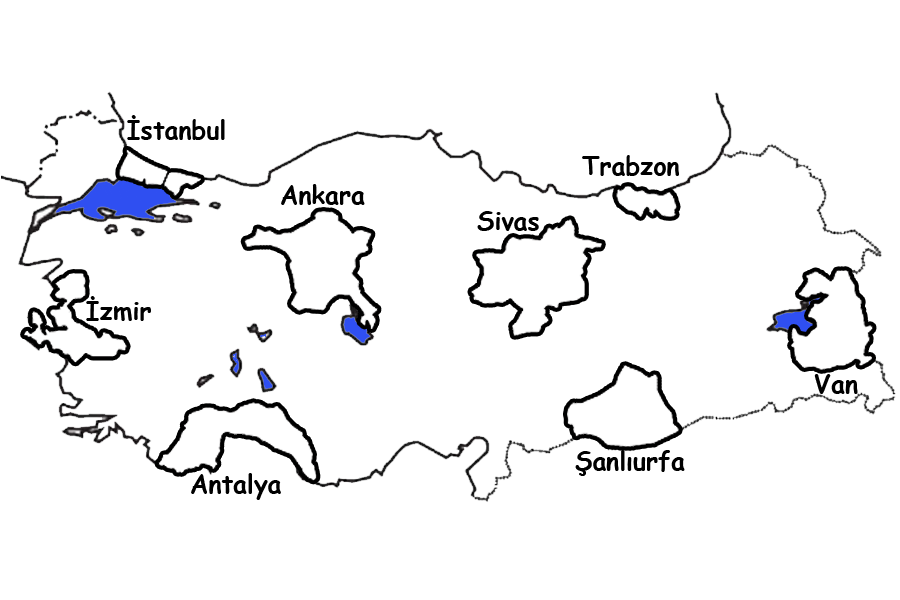 İstanbul
Trabzon
Ankara
Sivas
İzmir
Van
Şanlıurfa
Antalya